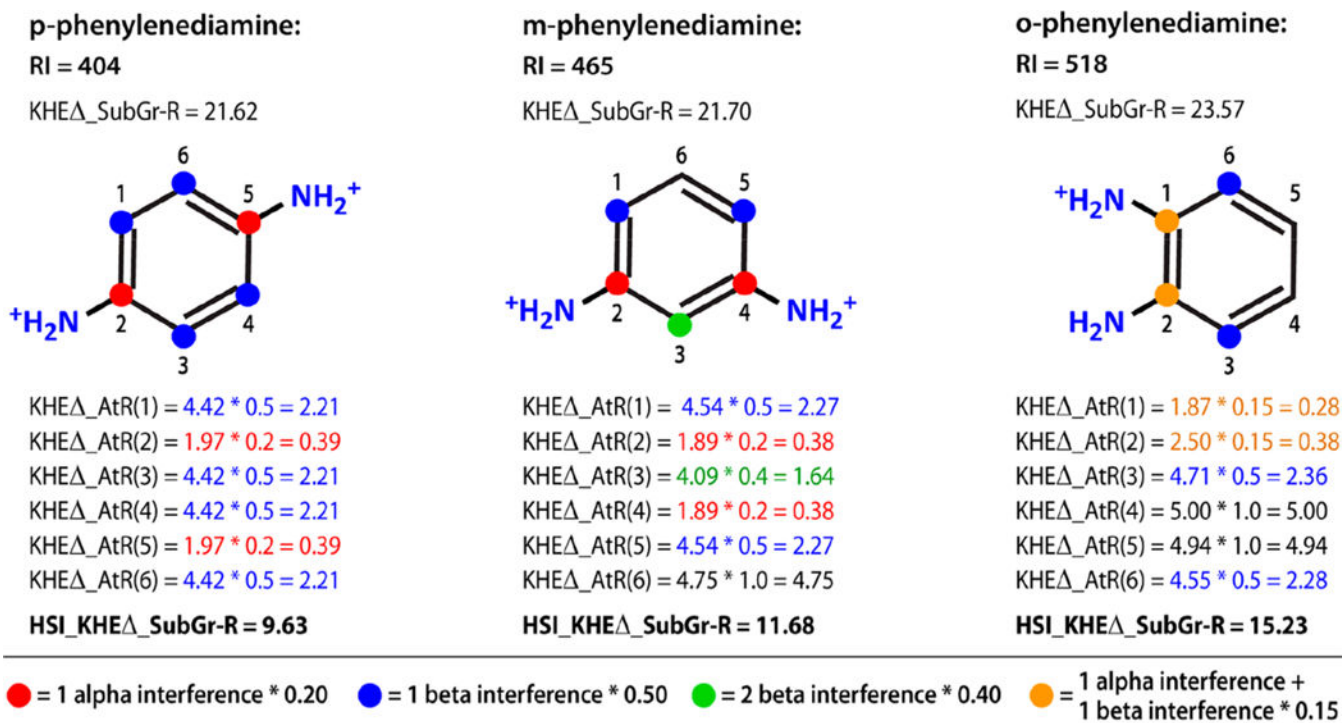 p-phenylenediamine:
RI = 404
KHEΔ_SubGr-R = 21.62
6
1
5
NH2+
+H2N
2
4
3
KHEΔ_AtR(1) = 4.42 * 0.5 = 2.21
KHEΔ_AtR(2) = 1.97 * 0.2 = 0.39
KHEΔ_AtR(3) = 4.42 * 0.5 = 2.21
KHEΔ_AtR(4) = 4.42 * 0.5 = 2.21
KHEΔ_AtR(5) = 1.97 * 0.2 = 0.39
KHEΔ_AtR(6) = 4.42 * 0.5 = 2.21
HSI_KHEΔ_SubGr-R = 9.63
m-phenylenediamine:
RI = 465
KHEΔ_SubGr-R = 21.70
6
1
5
+H2N
2
4
NH2+
3
KHEΔ_AtR(1) = 4.54 * 0.5 = 2.27
KHEΔ_AtR(2) = 1.89 * 0.2 = 0.38
KHEΔ_AtR(3) = 4.09 * 0.4 = 1.64
KHEΔ_AtR(4) = 1.89 * 0.2 = 0.38
KHEΔ_AtR(5) = 4.54 * 0.5 = 2.27
KHEΔ_AtR(6) = 4.75 * 1.0 = 4.75
HSI_KHEΔ_SubGr-R = 11.68
o-phenylenediamine:
RI = 518
KHEΔ_SubGr-R = 23.57
6
+H2N
1
5
H2N
2
4
3
KHEΔ_AtR(1) = 1.87 * 0.15 = 0.28
KHEΔ_AtR(2) = 2.50 * 0.15 = 0.38
KHEΔ_AtR(3) = 4.71 * 0.5 = 2.36
KHEΔ_AtR(4) = 5.00 * 1.0 = 5.00
KHEΔ_AtR(5) = 4.94 * 1.0 = 4.94
KHEΔ_AtR(6) = 4.55 * 0.5 = 2.28
HSI_KHEΔ_SubGr-R = 15.23
= 1 alpha interference * 0.20
= 1 beta interference * 0.50
= 2 beta interference * 0.40
= 1 alpha interference +
1 beta interference * 0.15